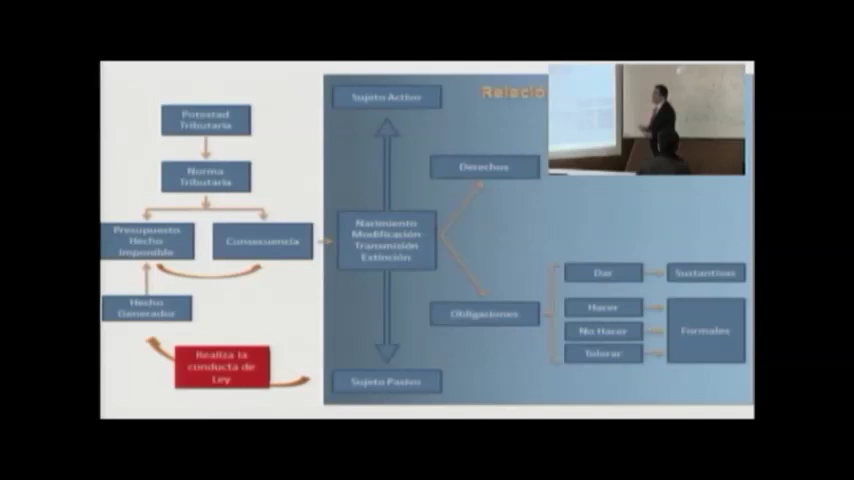 Relació
Sujeto Activo
Potestad
Tributaria
Derechos
Norma
Tributaria
Presupuesto
Hecho
Imponible
Consecuencia
Nacimiento
Modificación
Transmisión
Extinción
Dar
Sustantivas
Hecho
Generador
Obligaciones
Hacer
No Hacer
Formales
Tolerar
Realiza la
conducta de
Ley
Sujeto Pasivo